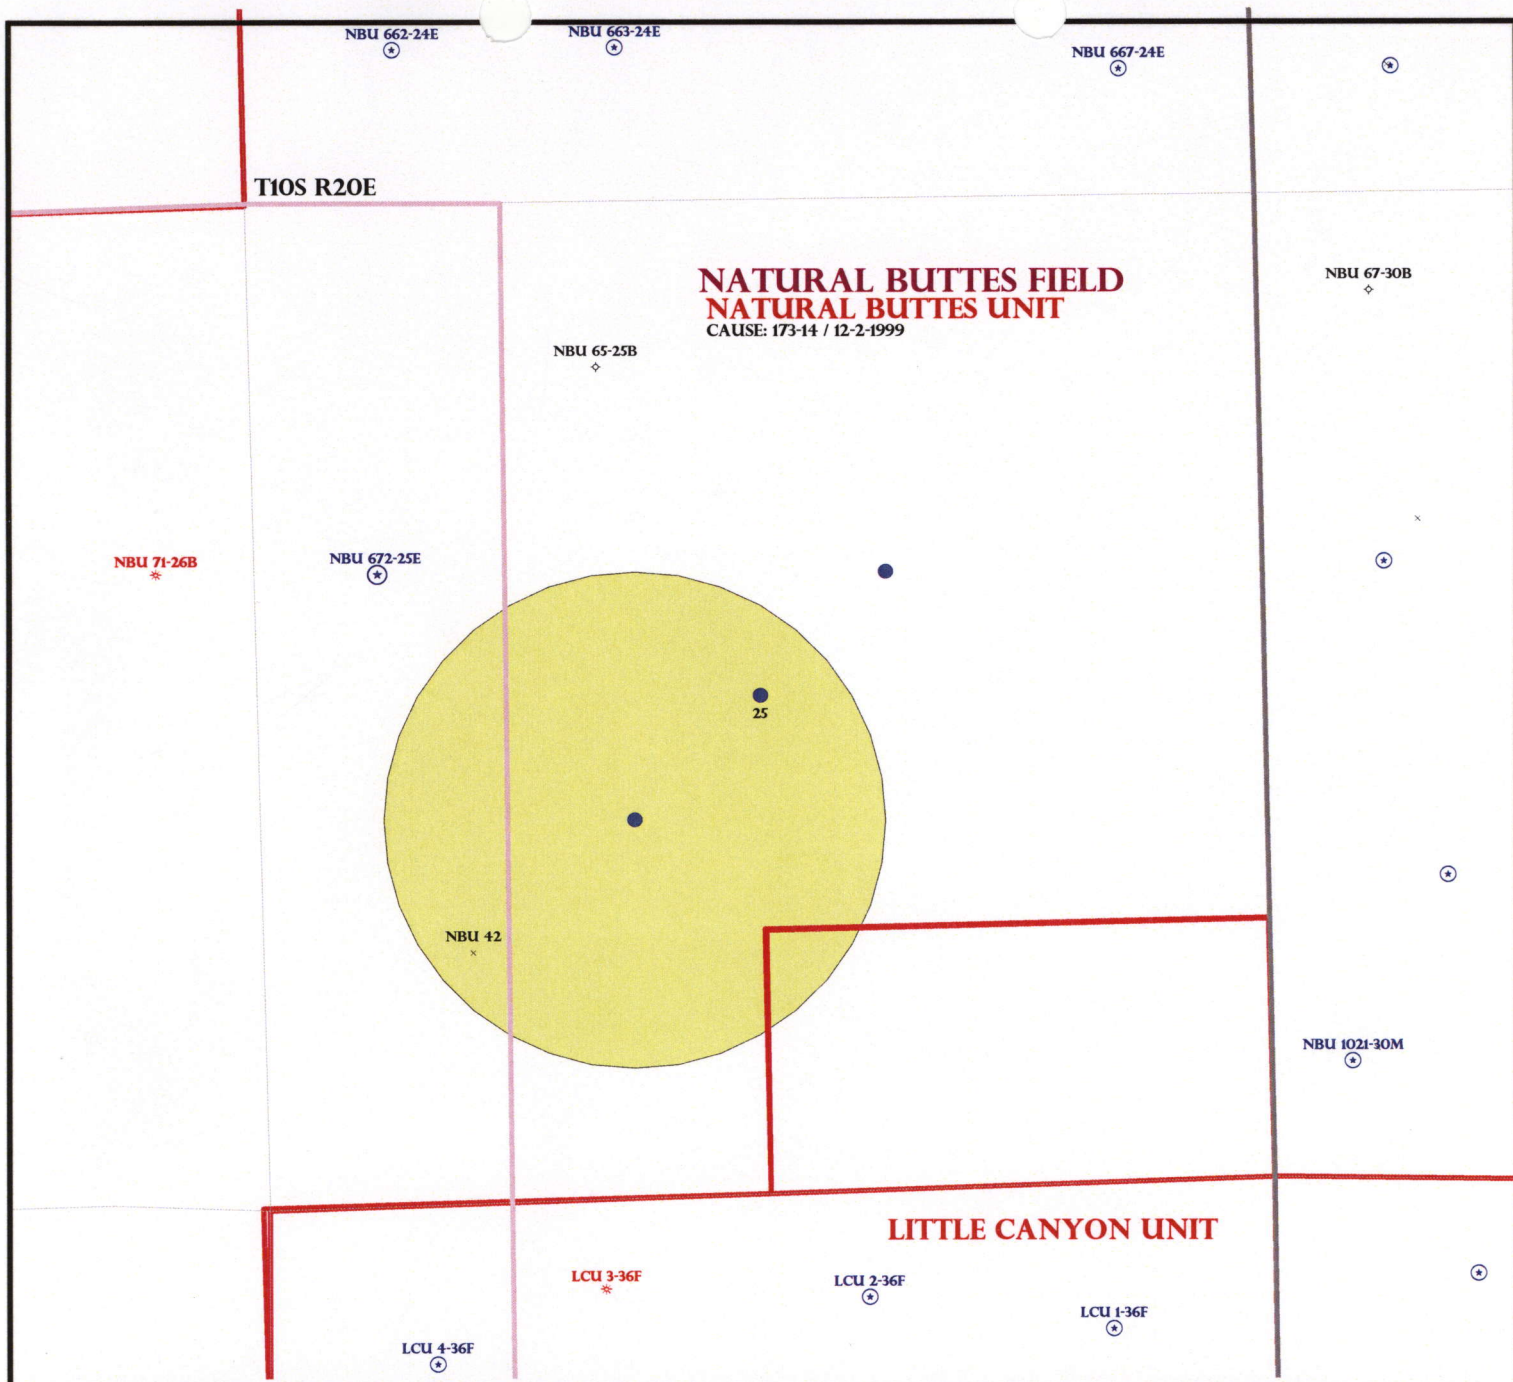 NBU 662-24E
NBU 663-24E
NBU 667-24E
T10S R20E
NATURAL BUTTES FIELD
NATURAL BUTTES UNIT
CAUSE: 173-14 / 12-2-1999
NBU 67-30B
NBU 65-25B
NBU 71-26B
NBU 672-25E
25
NBU 42
NBU 1021-30M
LITTLE CANYON UNIT
LCU 3-36F
LCU 2-36F
LCU 1-36F
LCU 4-36F